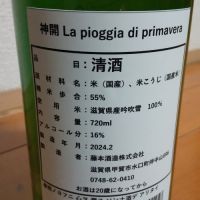 神開 La pioggia di primavera
品目：清酒
原材料名：米（国産）、米こうじ（国産米）
精米歩合：55％
使用米：滋賀県産吟吹雪 100％
内容量：720ml
アルコール分：16％
製造年月：2024.2
製造者：藤本酒造株式会社
滋賀県甲賀市水口町伴中山
0748-62-0410
お酒は20歳になってから